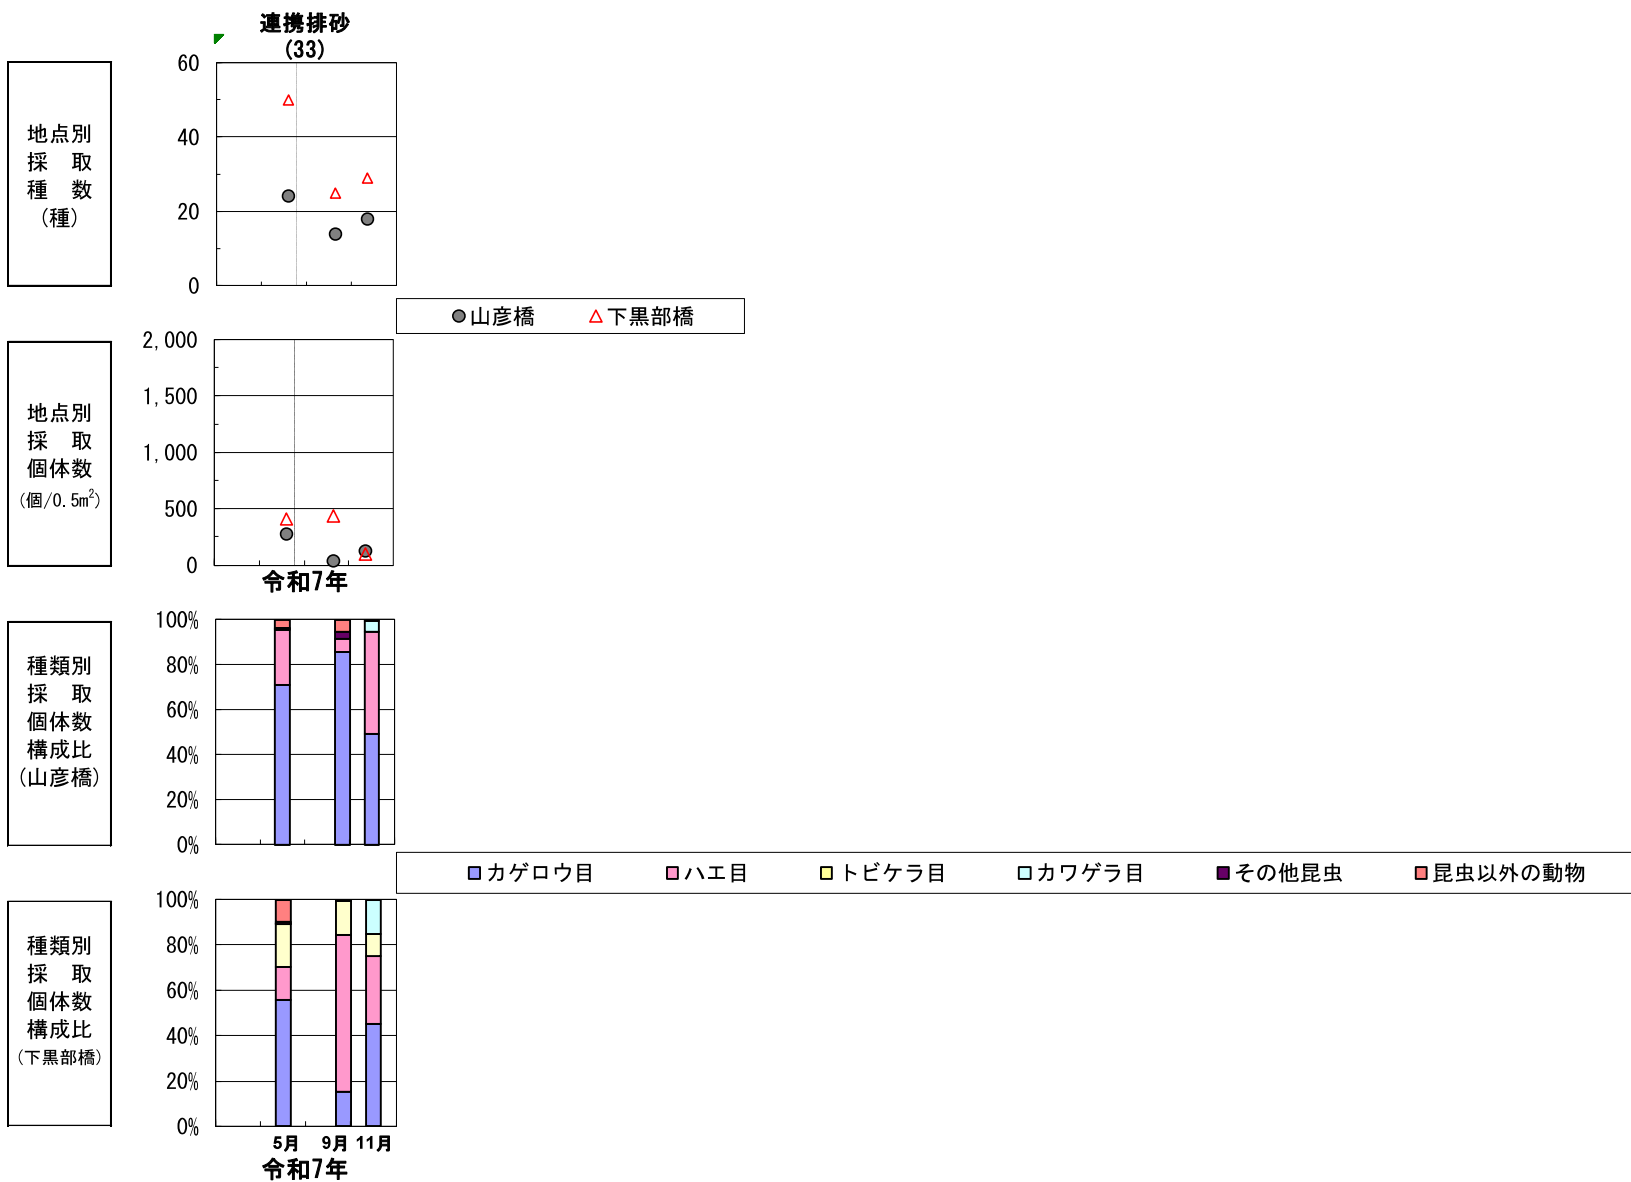 連携排砂
(33)
地点別
採　取
種　数
(種)
60
40
20
0
山彦橋　下黒部橋
地点別
採　取
個体数
(個/0.5m²)
2,000
1,500
1,000
500
0
令和7年
種類別
採　取
個体数
構成比
(山彦橋)
100%
80%
60%
40%
20%
0%
カゲロウ目　ハエ目　トビケラ目　カワゲラ目　その他昆虫　昆虫以外の動物
種類別
採　取
個体数
構成比
(下黒部橋)
100%
80%
60%
40%
20%
0%
5月　9月　11月
令和7年